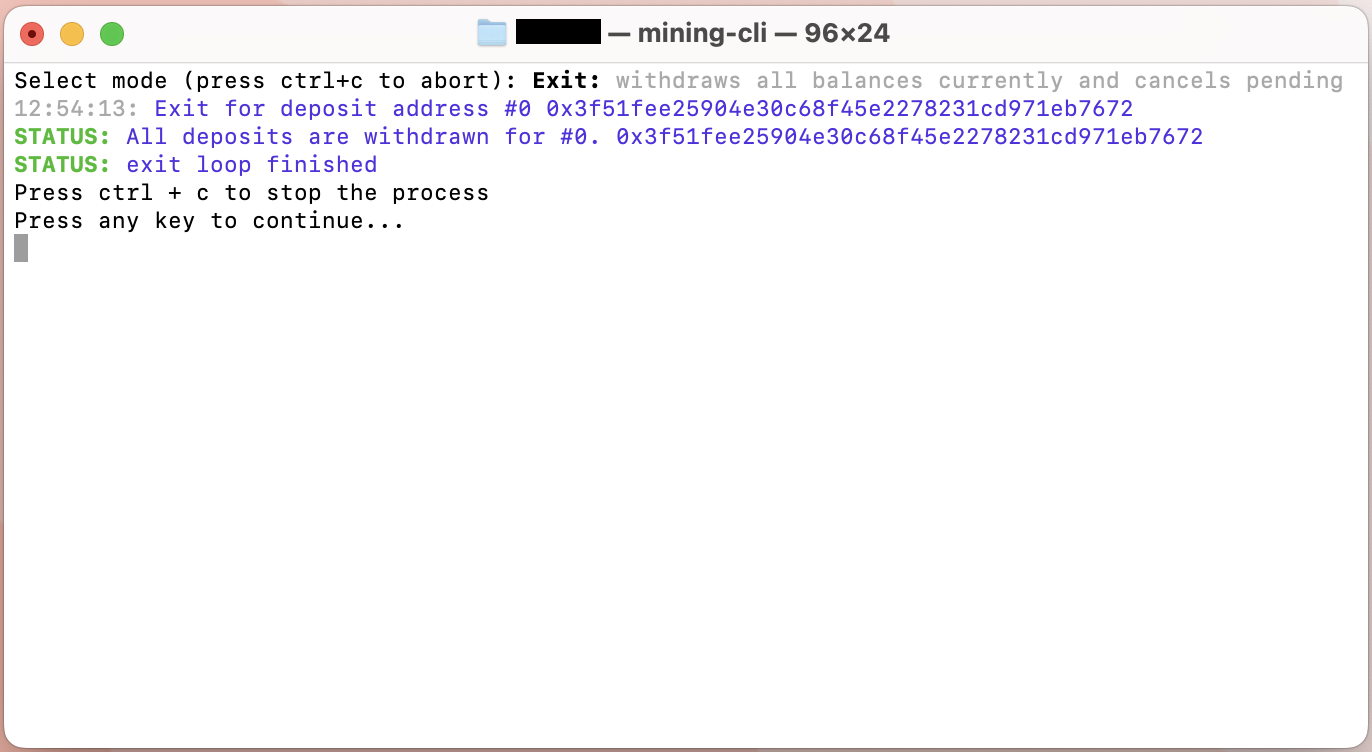 — mining-cli — 96×24
Select mode (press ctrl+c to abort): Exit: withdraws all balances currently and cancels pending
12:54:13: Exit for deposit address #0 0x3f51fee25904e30c68f45e2278231cd971eb7672
STATUS: All deposits are withdrawn for #0. 0x3f51fee25904e30c68f45e2278231cd971eb7672
STATUS: exit loop finished
Press ctrl + c to stop the process
Press any key to continue...